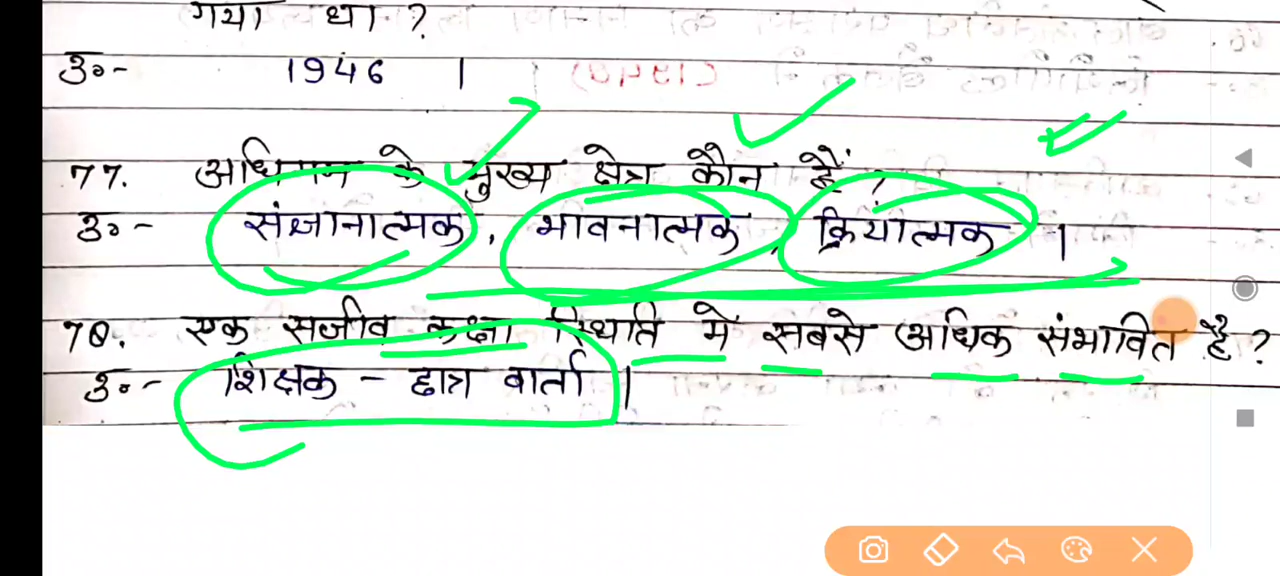 गया था ?
उ०- 1946 |
77. अधिगम के मुख्य क्षेत्र कौन हैं ?
उ०- संज्ञानात्मक, भावनात्मक, क्रियात्मक |
78. एक सजीव कक्षा स्थिति में सबसे अधिक संभावित है ?
उ०- शिक्षक - छात्र वार्ता |